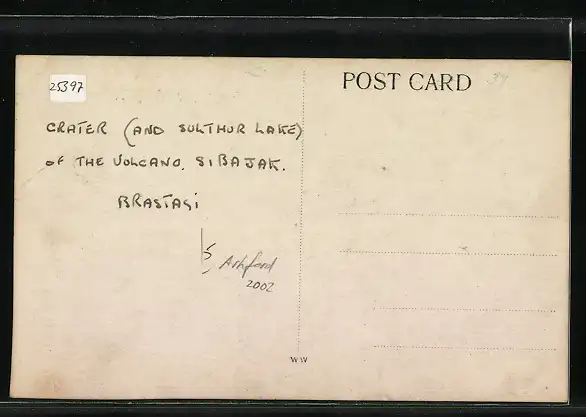 25397
POST CARD
CRATER (AND SULTHUR LAKE)
OF THE VOLCANO. SIBAJAK.
BRASTAGI
Ashford
2002
WW